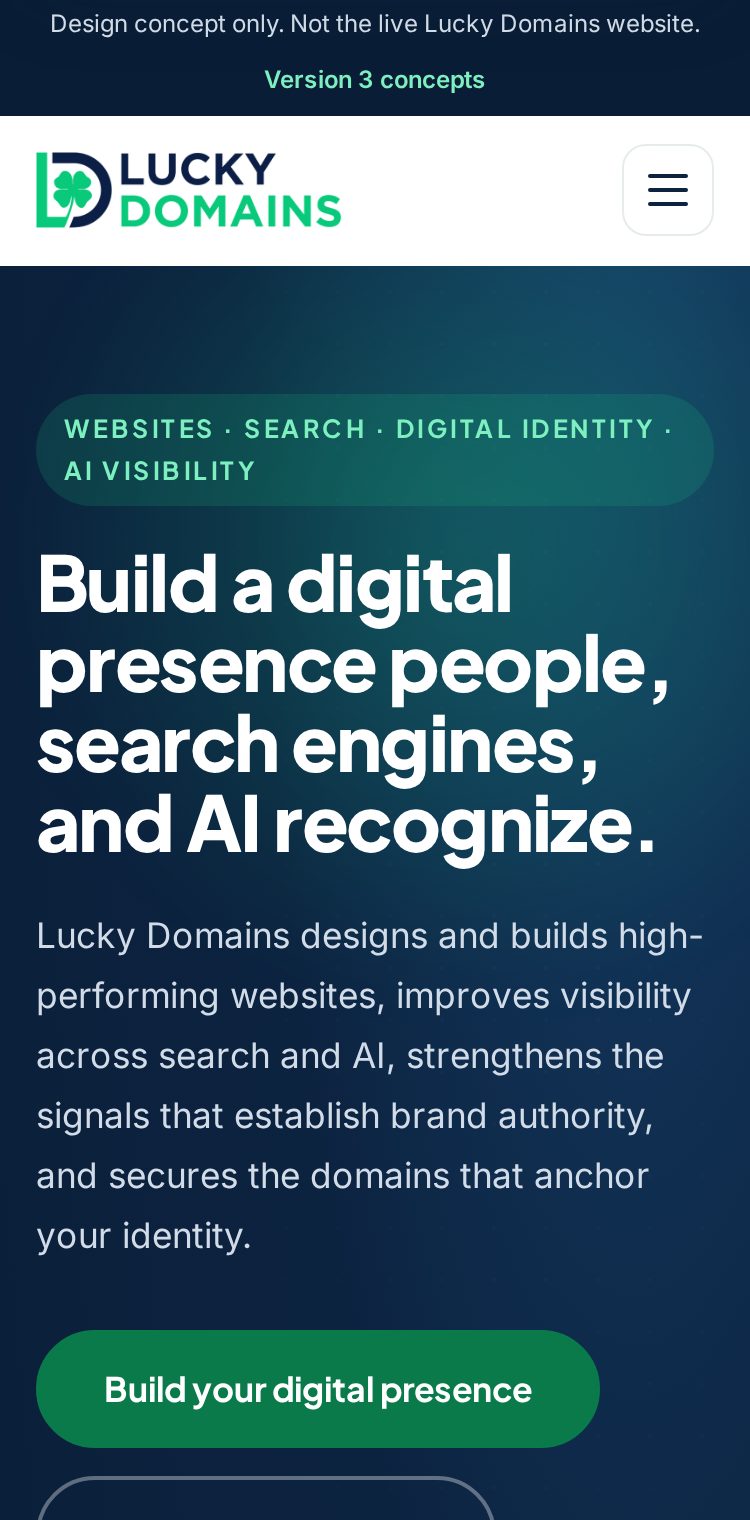 Design concept only. Not the live Lucky Domains website.
Version 3 concepts
LUCKY
DOMAINS
WEBSITES · SEARCH · DIGITAL IDENTITY ·
AI VISIBILITY
Build a digital
presence people,
search engines,
and AI recognize.
Lucky Domains designs and builds high-
performing websites, improves visibility
across search and AI, strengthens the
signals that establish brand authority,
and secures the domains that anchor
your identity.
Build your digital presence